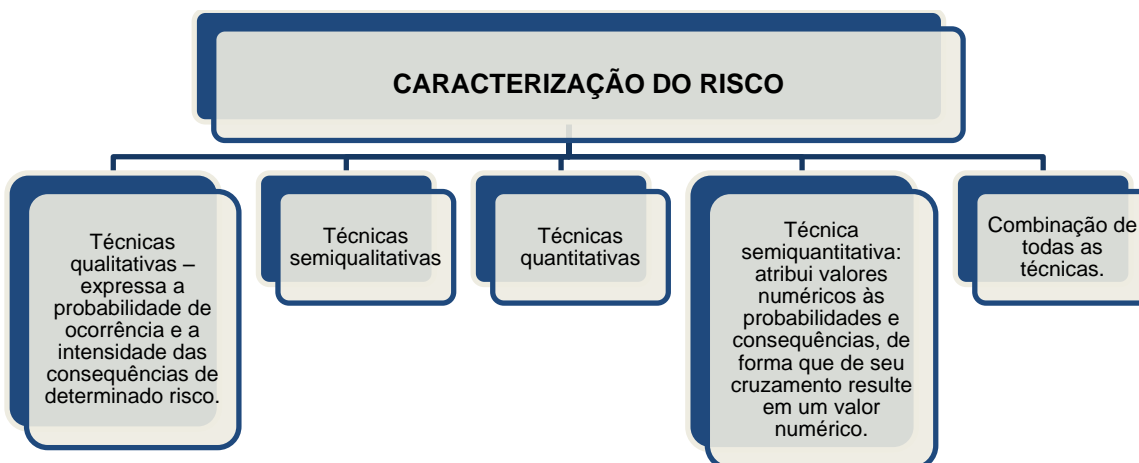 CARACTERIZAÇÃO DO RISCO
Técnicas
qualitativas –
expressa a
probabilidade de
ocorrência e a
intensidade das
consequências de
determinado risco.
Técnicas
semiqualitativas
Técnicas
quantitativas
Técnica
semiquantitativa:
atribui valores
numéricos às
probabilidades e
consequências, de
forma que de seu
cruzamento resulte
em um valor
numérico.
Combinação de
todas as
técnicas.